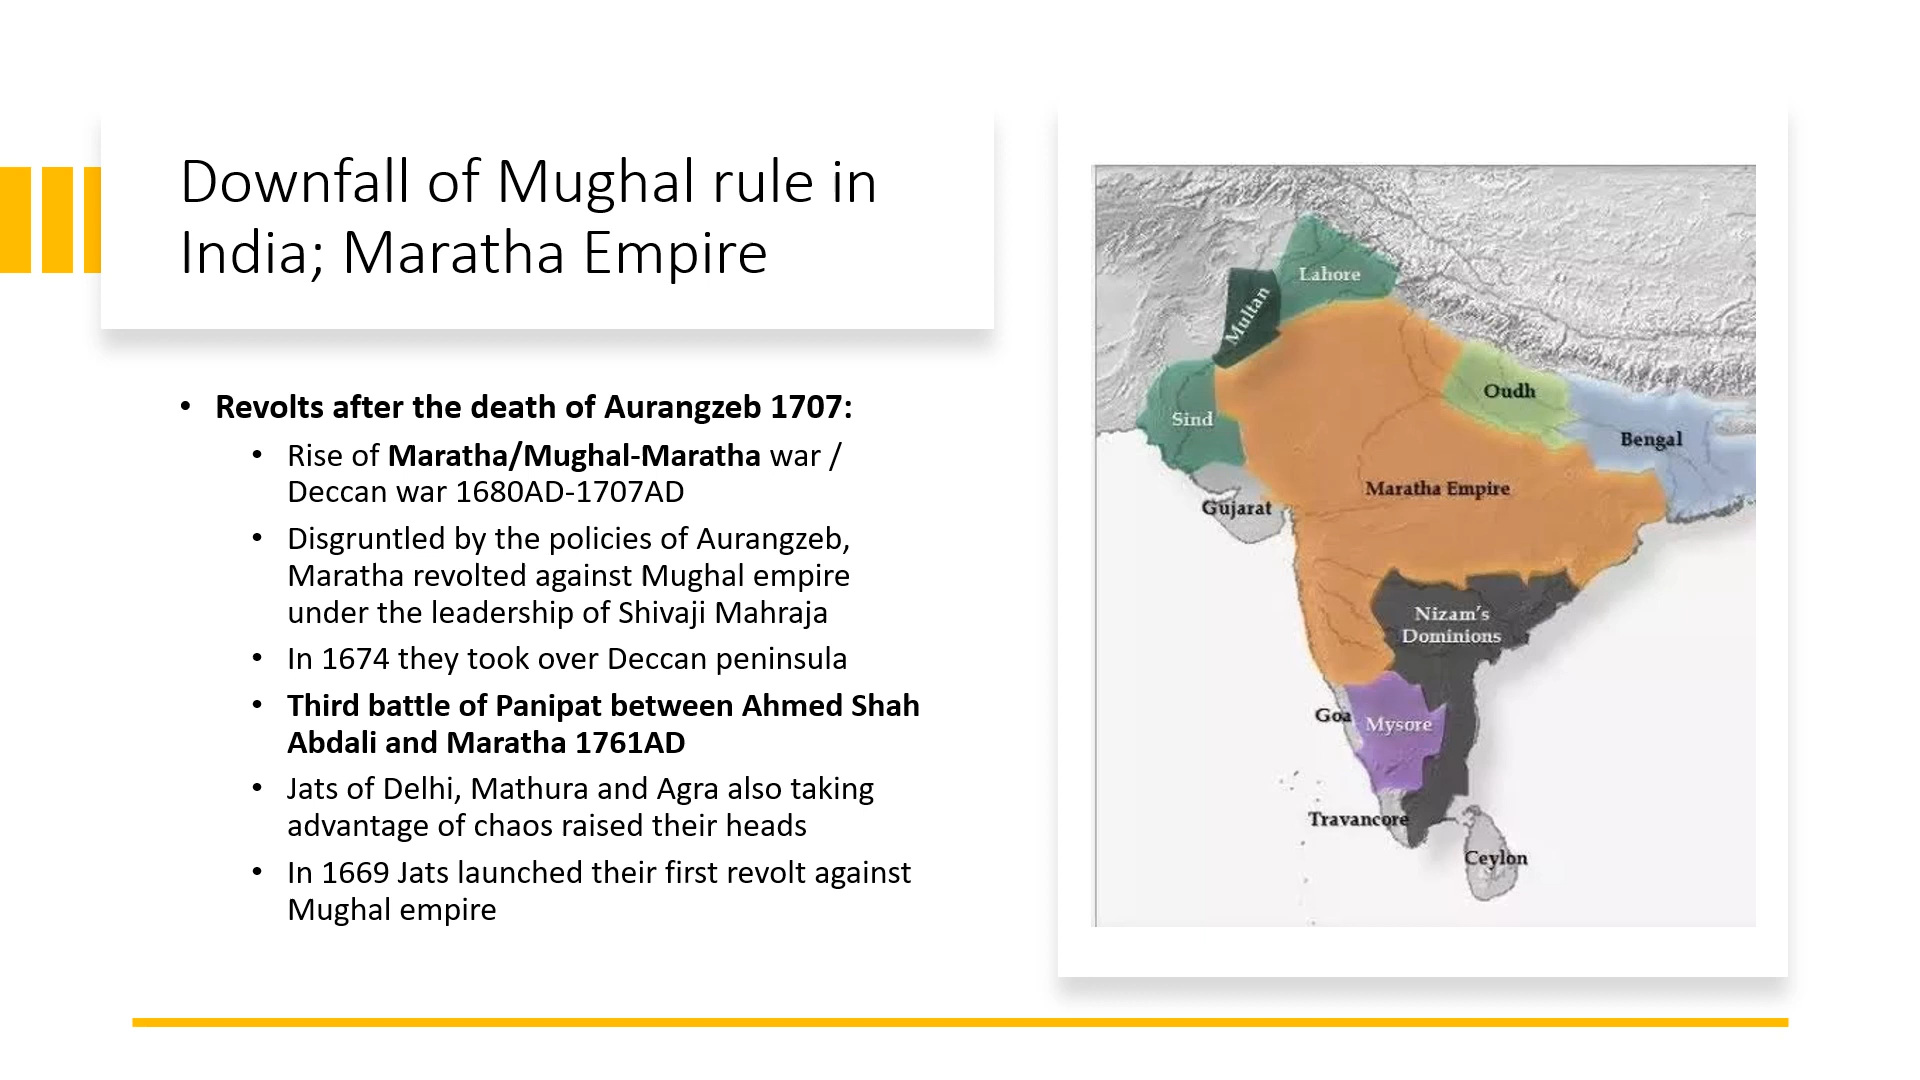 Downfall of Mughal rule in
India; Maratha Empire
• Revolts after the death of Aurangzeb 1707:
• Rise of Maratha/Mughal-Maratha war /
Deccan war 1680AD-1707AD
• Disgruntled by the policies of Aurangzeb,
Maratha revolted against Mughal empire
under the leadership of Shivaji Mahraja
• In 1674 they took over Deccan peninsula
• Third battle of Panipat between Ahmed Shah
Abdali and Maratha 1761AD
• Jats of Delhi, Mathura and Agra also taking
advantage of chaos raised their heads
• In 1669 Jats launched their first revolt against
Mughal empire
Lahore
Multan
Oudh
Sind
Bengal
Maratha Empire
Gujarat
Nizam's
Dominions
Goa
Mysore
Travancore
Ceylon